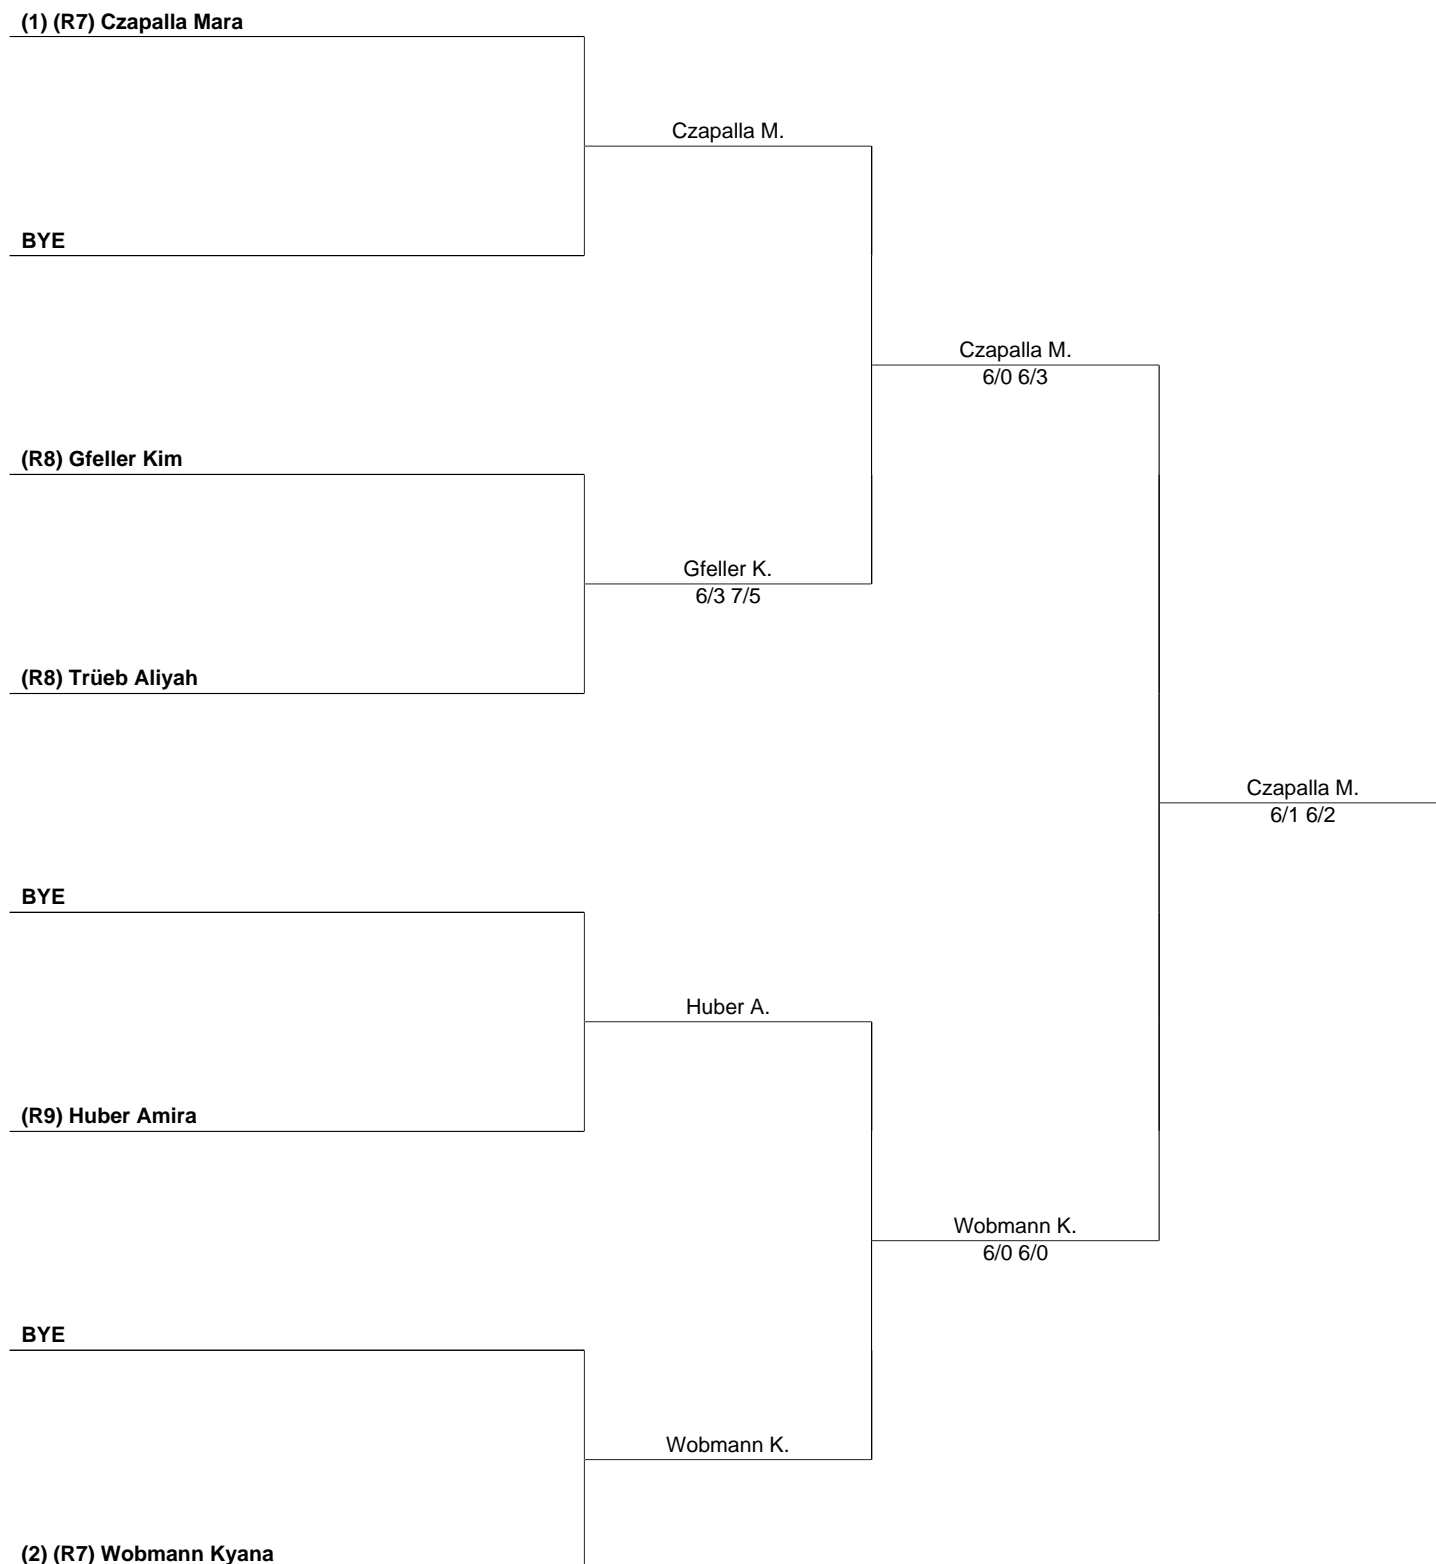 (1) (R7) Czapalla Mara
Czapalla M.
BYE
Czapalla M.
6/0 6/3
(R8) Gfeller Kim
Gfeller K.
6/3 7/5
(R8) Trüeb Aliyah
Czapalla M.
6/1 6/2
BYE
Huber A.
(R9) Huber Amira
Wobmann K.
6/0 6/0
BYE
Wobmann K.
(2) (R7) Wobmann Kyana